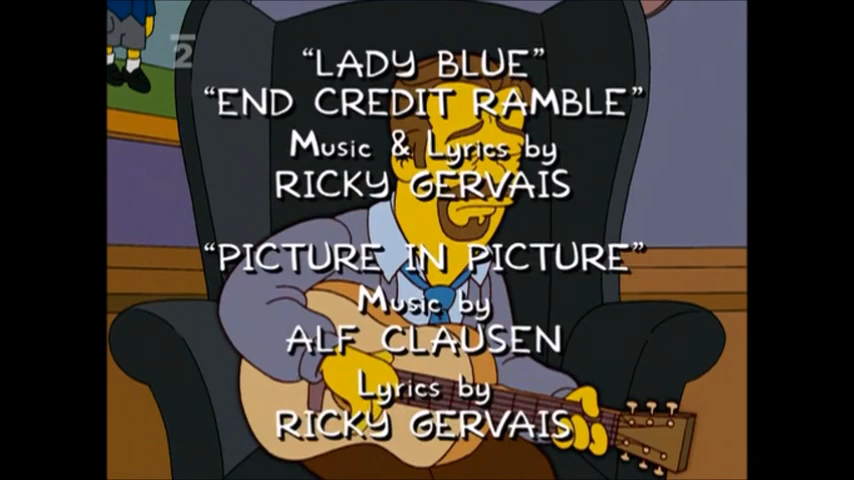 2
“LADY BLUE”
“END CREDIT RAMBLE”
Music & Lyrics by
RICKY GERVAIS
“PICTURE IN PICTURE”
Music by
ALF CLAUSEN
Lyrics by
RICKY GERVAIS